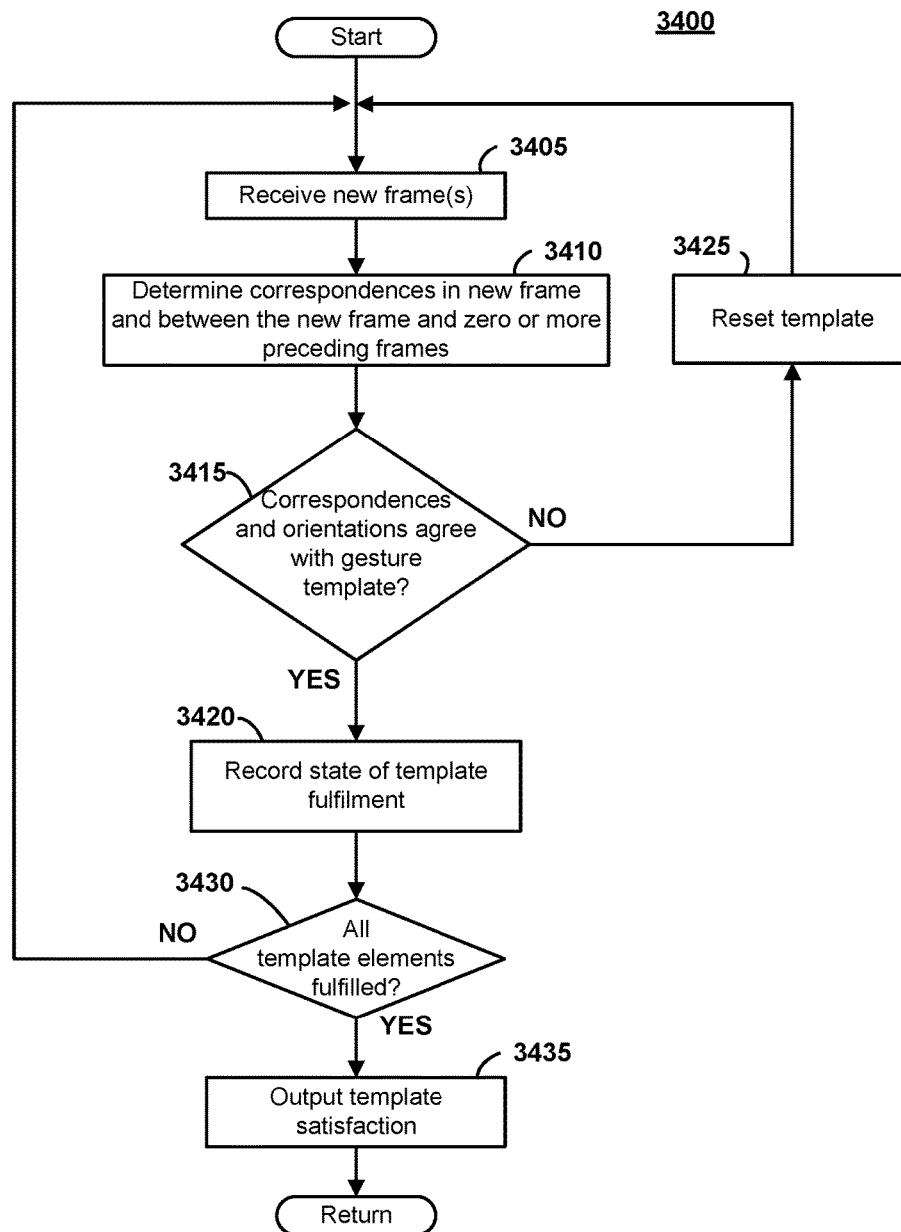 3400
Start
3405
Receive new frame(s)
3410
Determine correspondences in new frame
and between the new frame and zero or more
preceding frames
3425
Reset template
3415
Correspondences
and orientations agree
with gesture
template?
NO
YES
3420
Record state of template
fulfilment
3430
All
template elements
fulfilled?
NO
YES
3435
Output template
satisfaction
Return